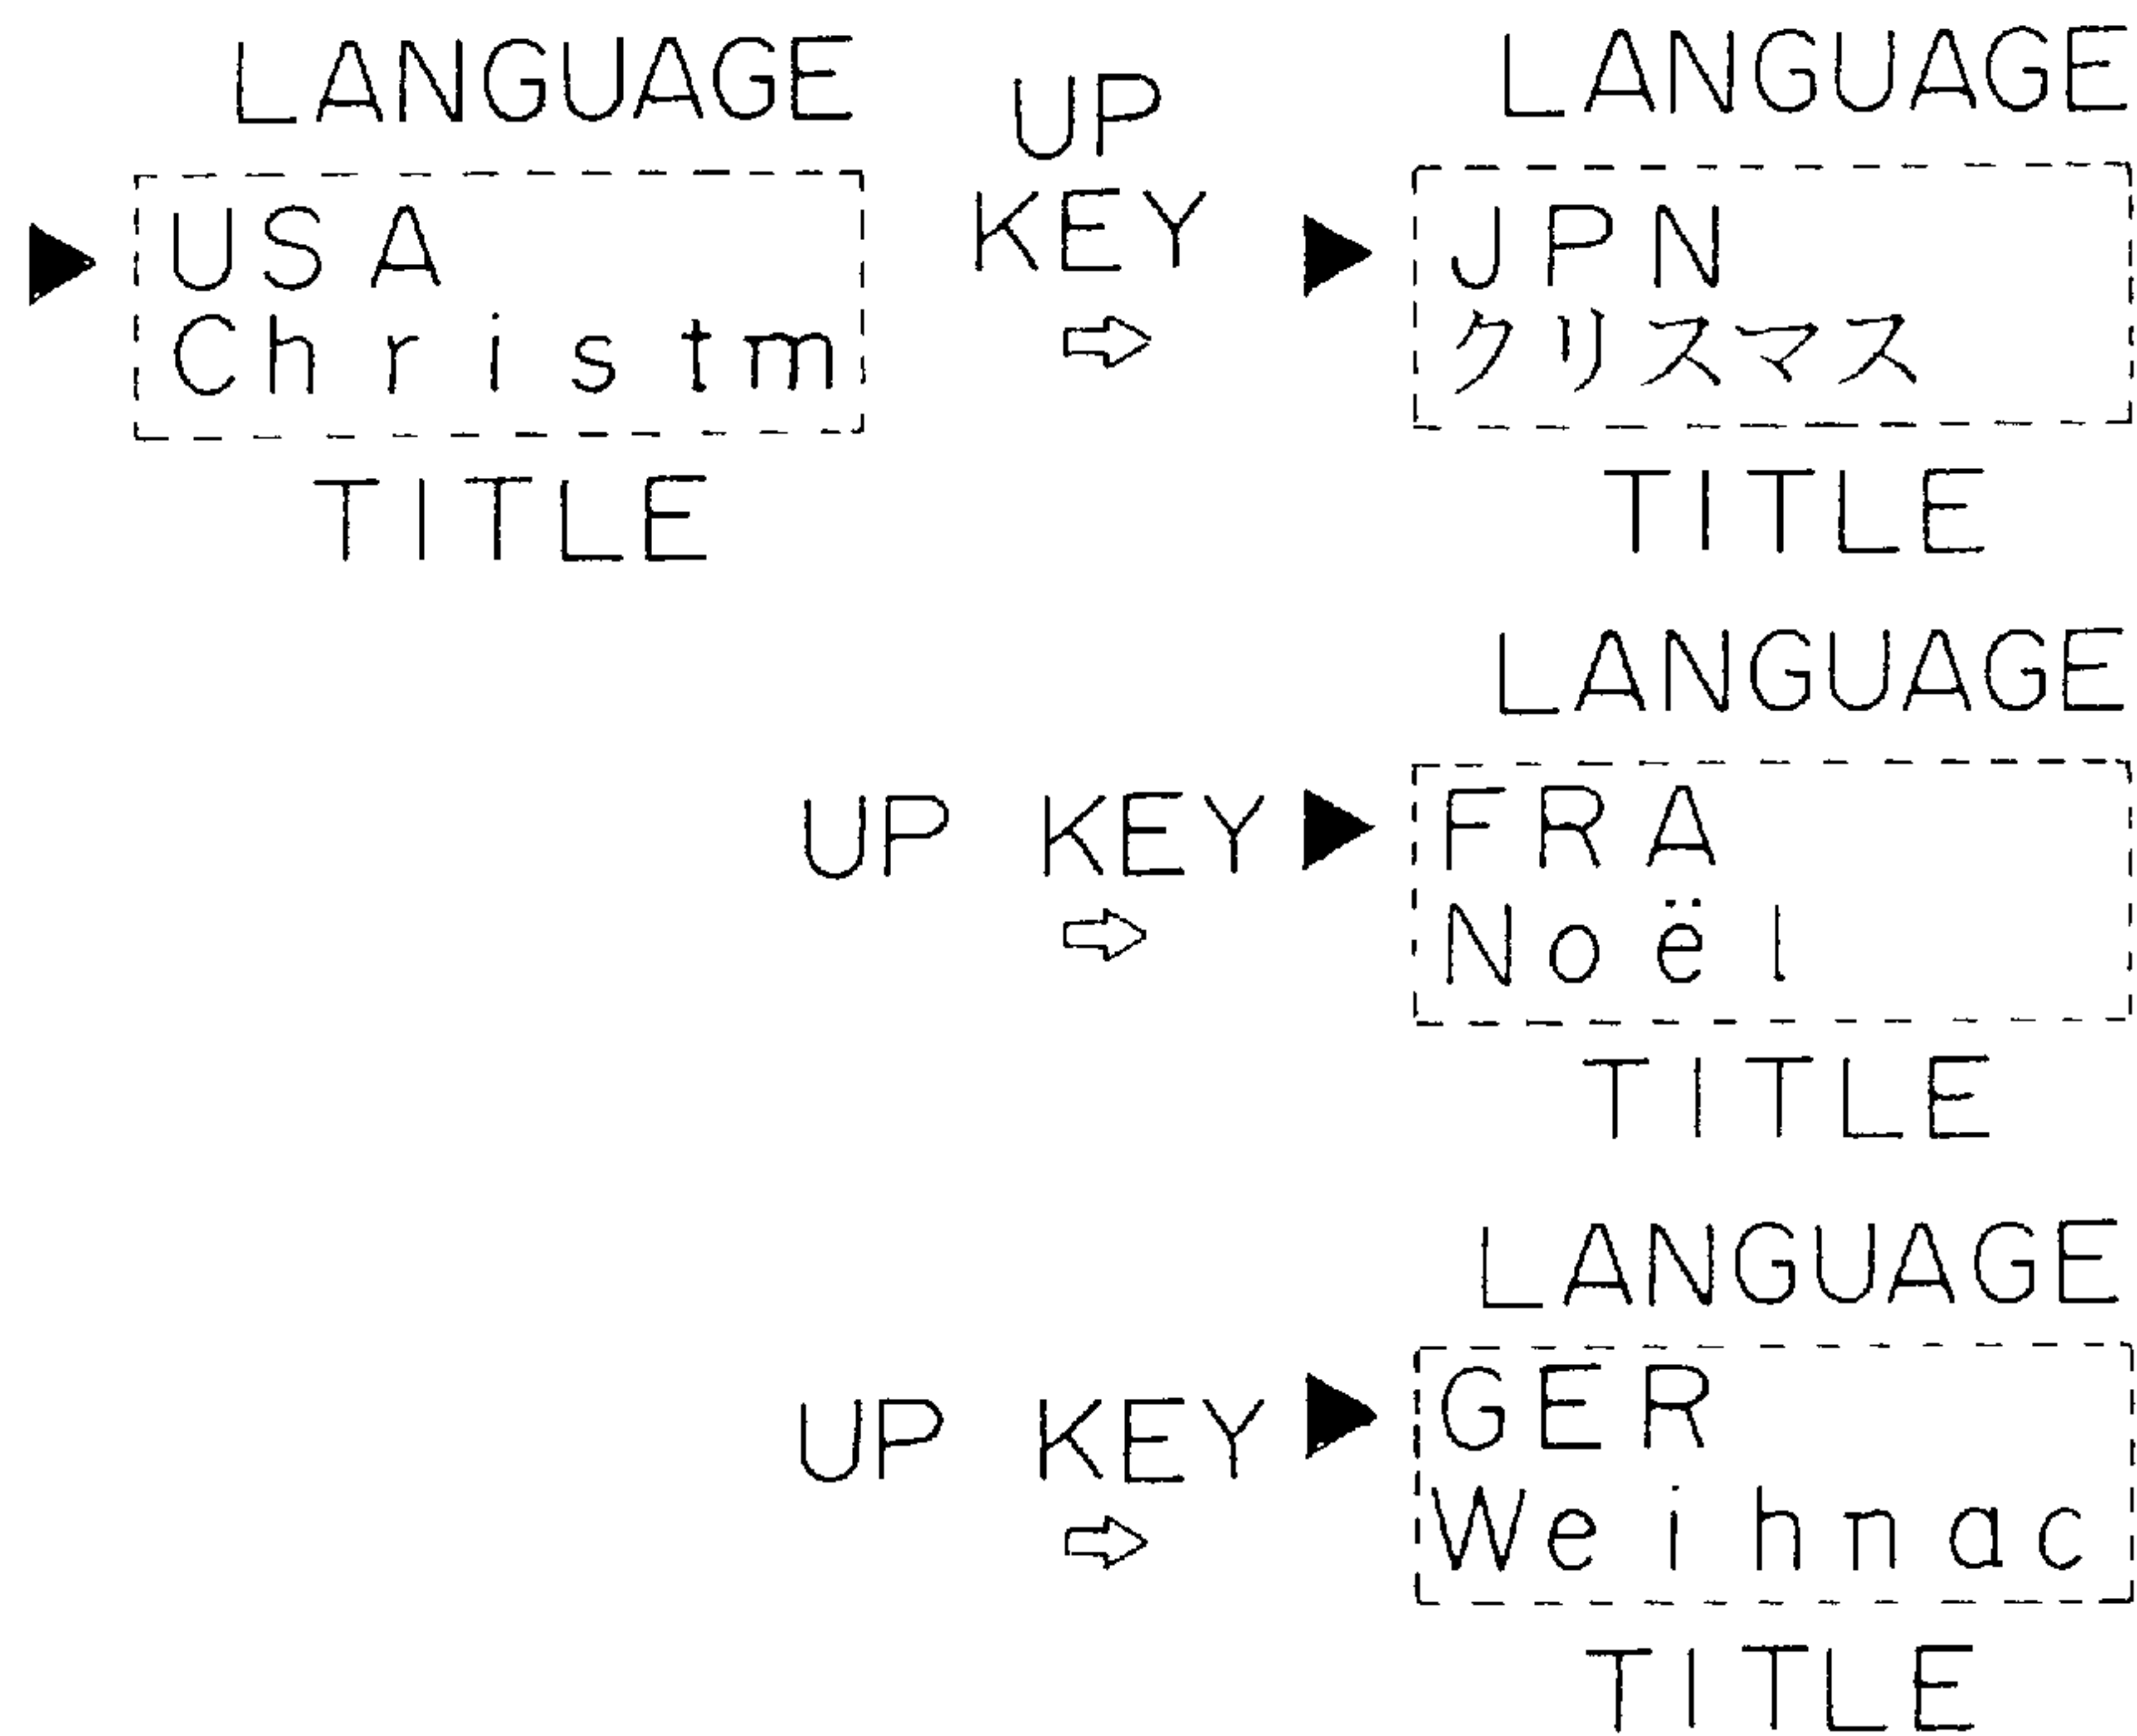 LANGUAGE
USA
Christm
TITLE
UP
KEY
LANGUAGE
JPN
クリスマス
TITLE
UP KEY
LANGUAGE
FRA
Noël
TITLE
UP KEY
LANGUAGE
GER
Weihnac
TITLE